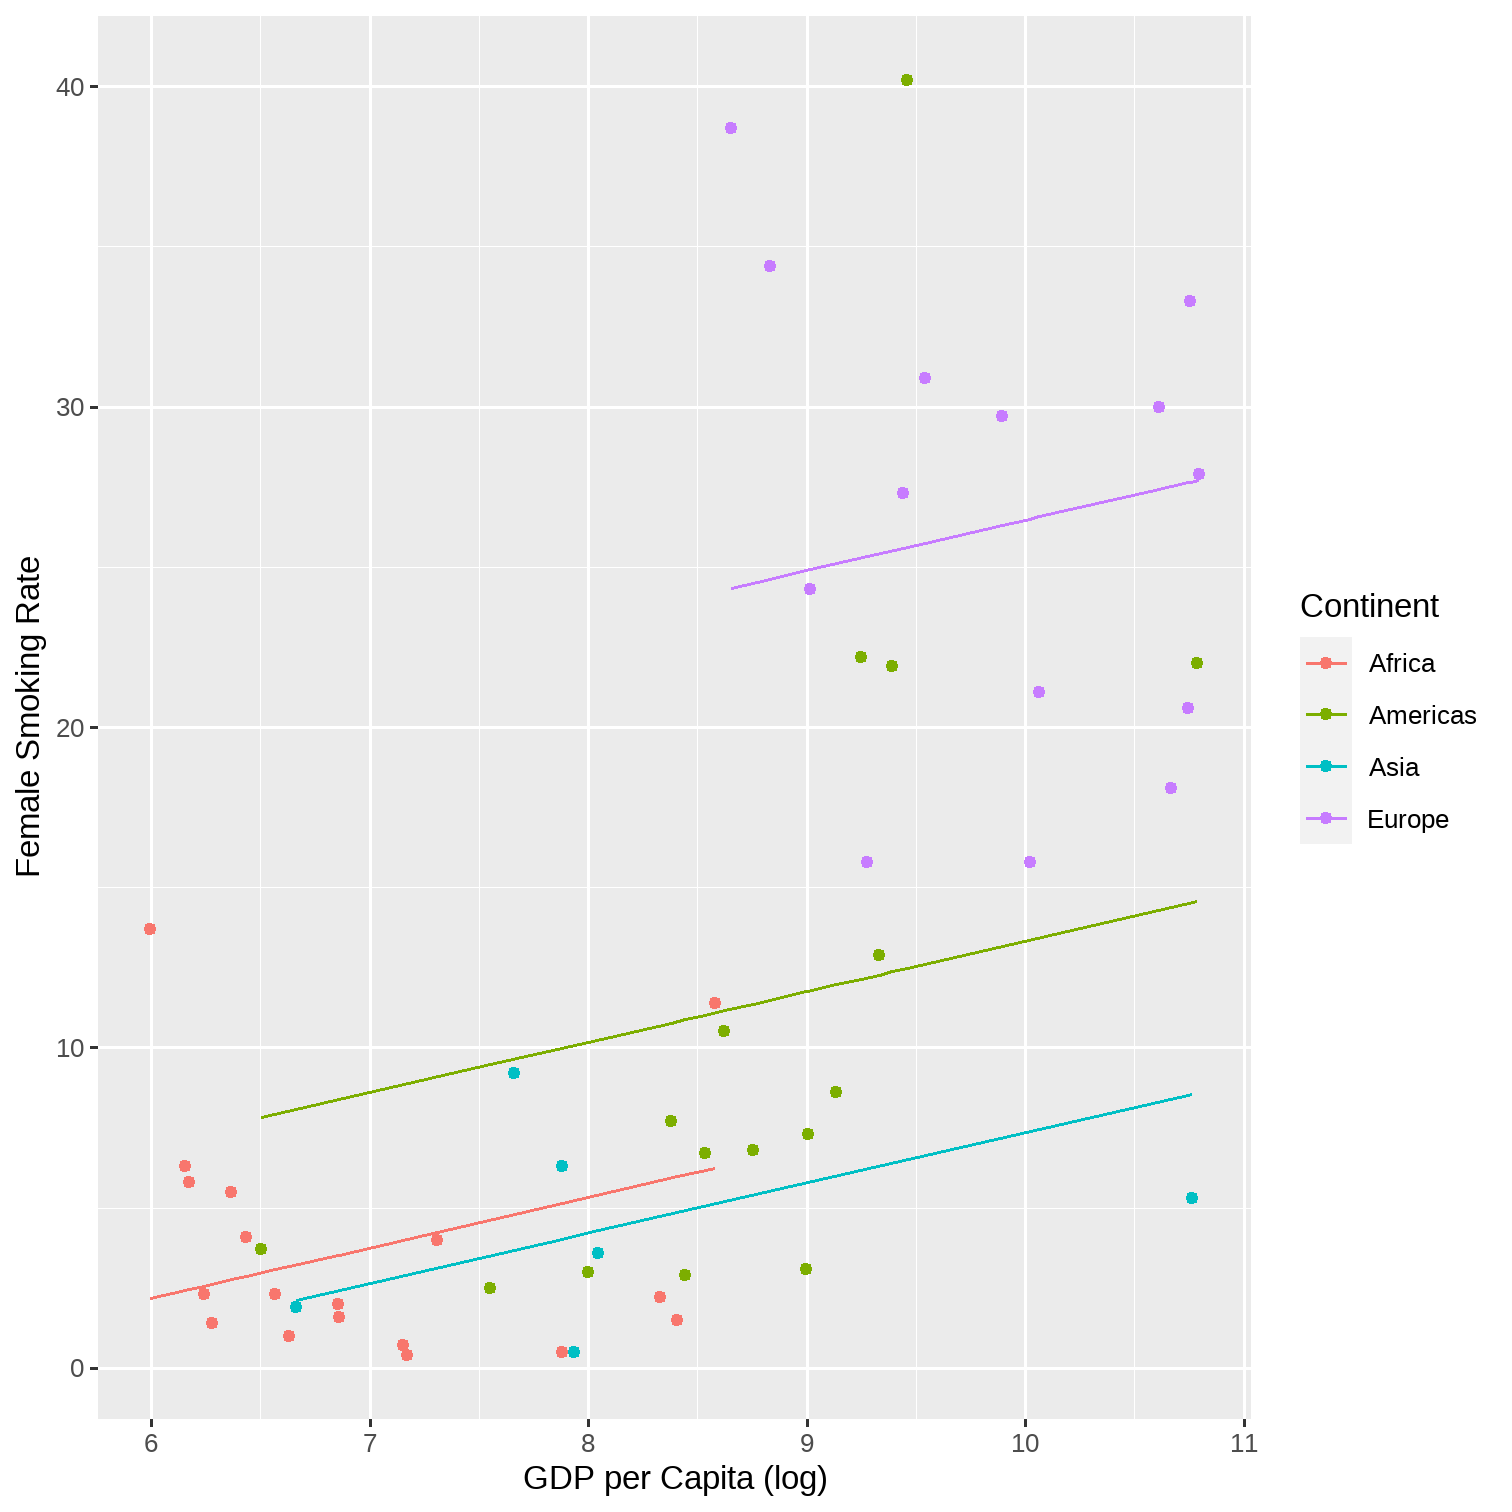 40
30
20
10
0
Female Smoking Rate
6 7 8 9 10 11
GDP per Capita (log)
Continent
Africa
Americas
Asia
Europe